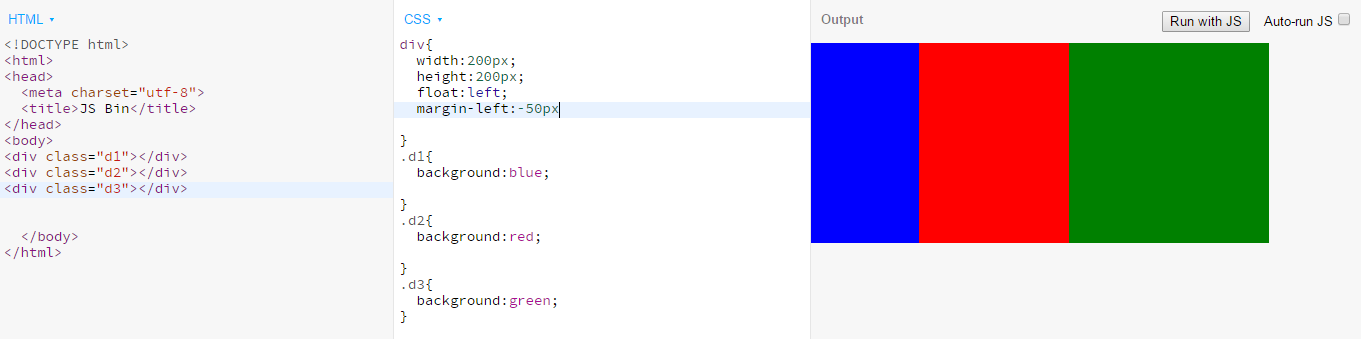 HTML
<!DOCTYPE html>
<html>
<head>
  <meta charset="utf-8">
  <title>JS Bin</title>
</head>
<body>
<div class="d1"></div>
<div class="d2"></div>
<div class="d3"></div>
  </body>
</html>
CSS
div{
  width:200px;
  height:200px;
  float:left;
  margin-left:-50px
}
.d1{
  background:blue;
}
.d2{
  background:red;
}
.d3{
  background:green;
}
Output
Run with JS
Auto-run JS